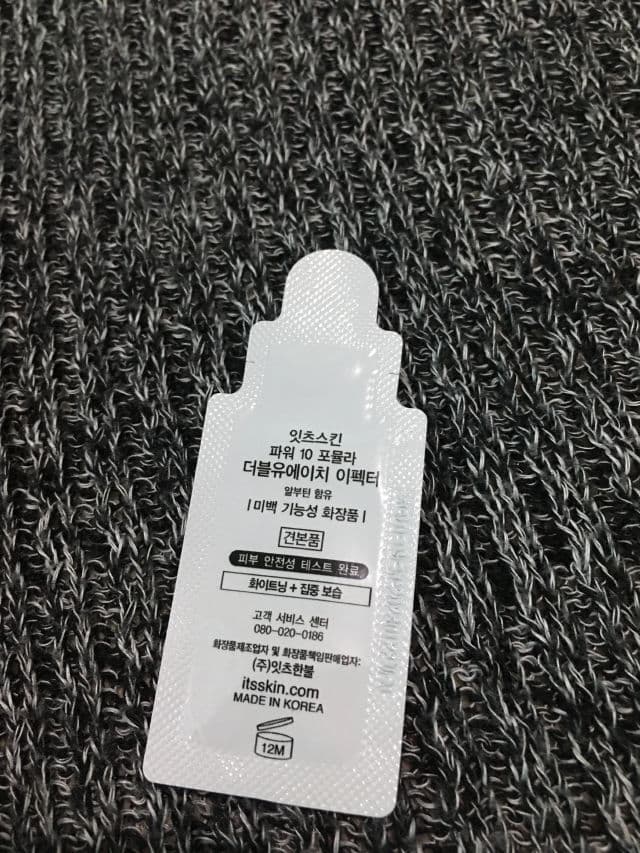 잇츠스킨
파워 10 포뮬라
더블유에이치 이펙터
알부틴 함유
| 미백 기능성 화장품 |
견본품
피부 안전성 테스트 완료
화이트닝 + 집중 보습
고객 서비스 센터
080-020-0186
화장품제조업자 및 화장품책임판매업자:
(주)잇츠한불
itsskin.com
MADE IN KOREA
12M